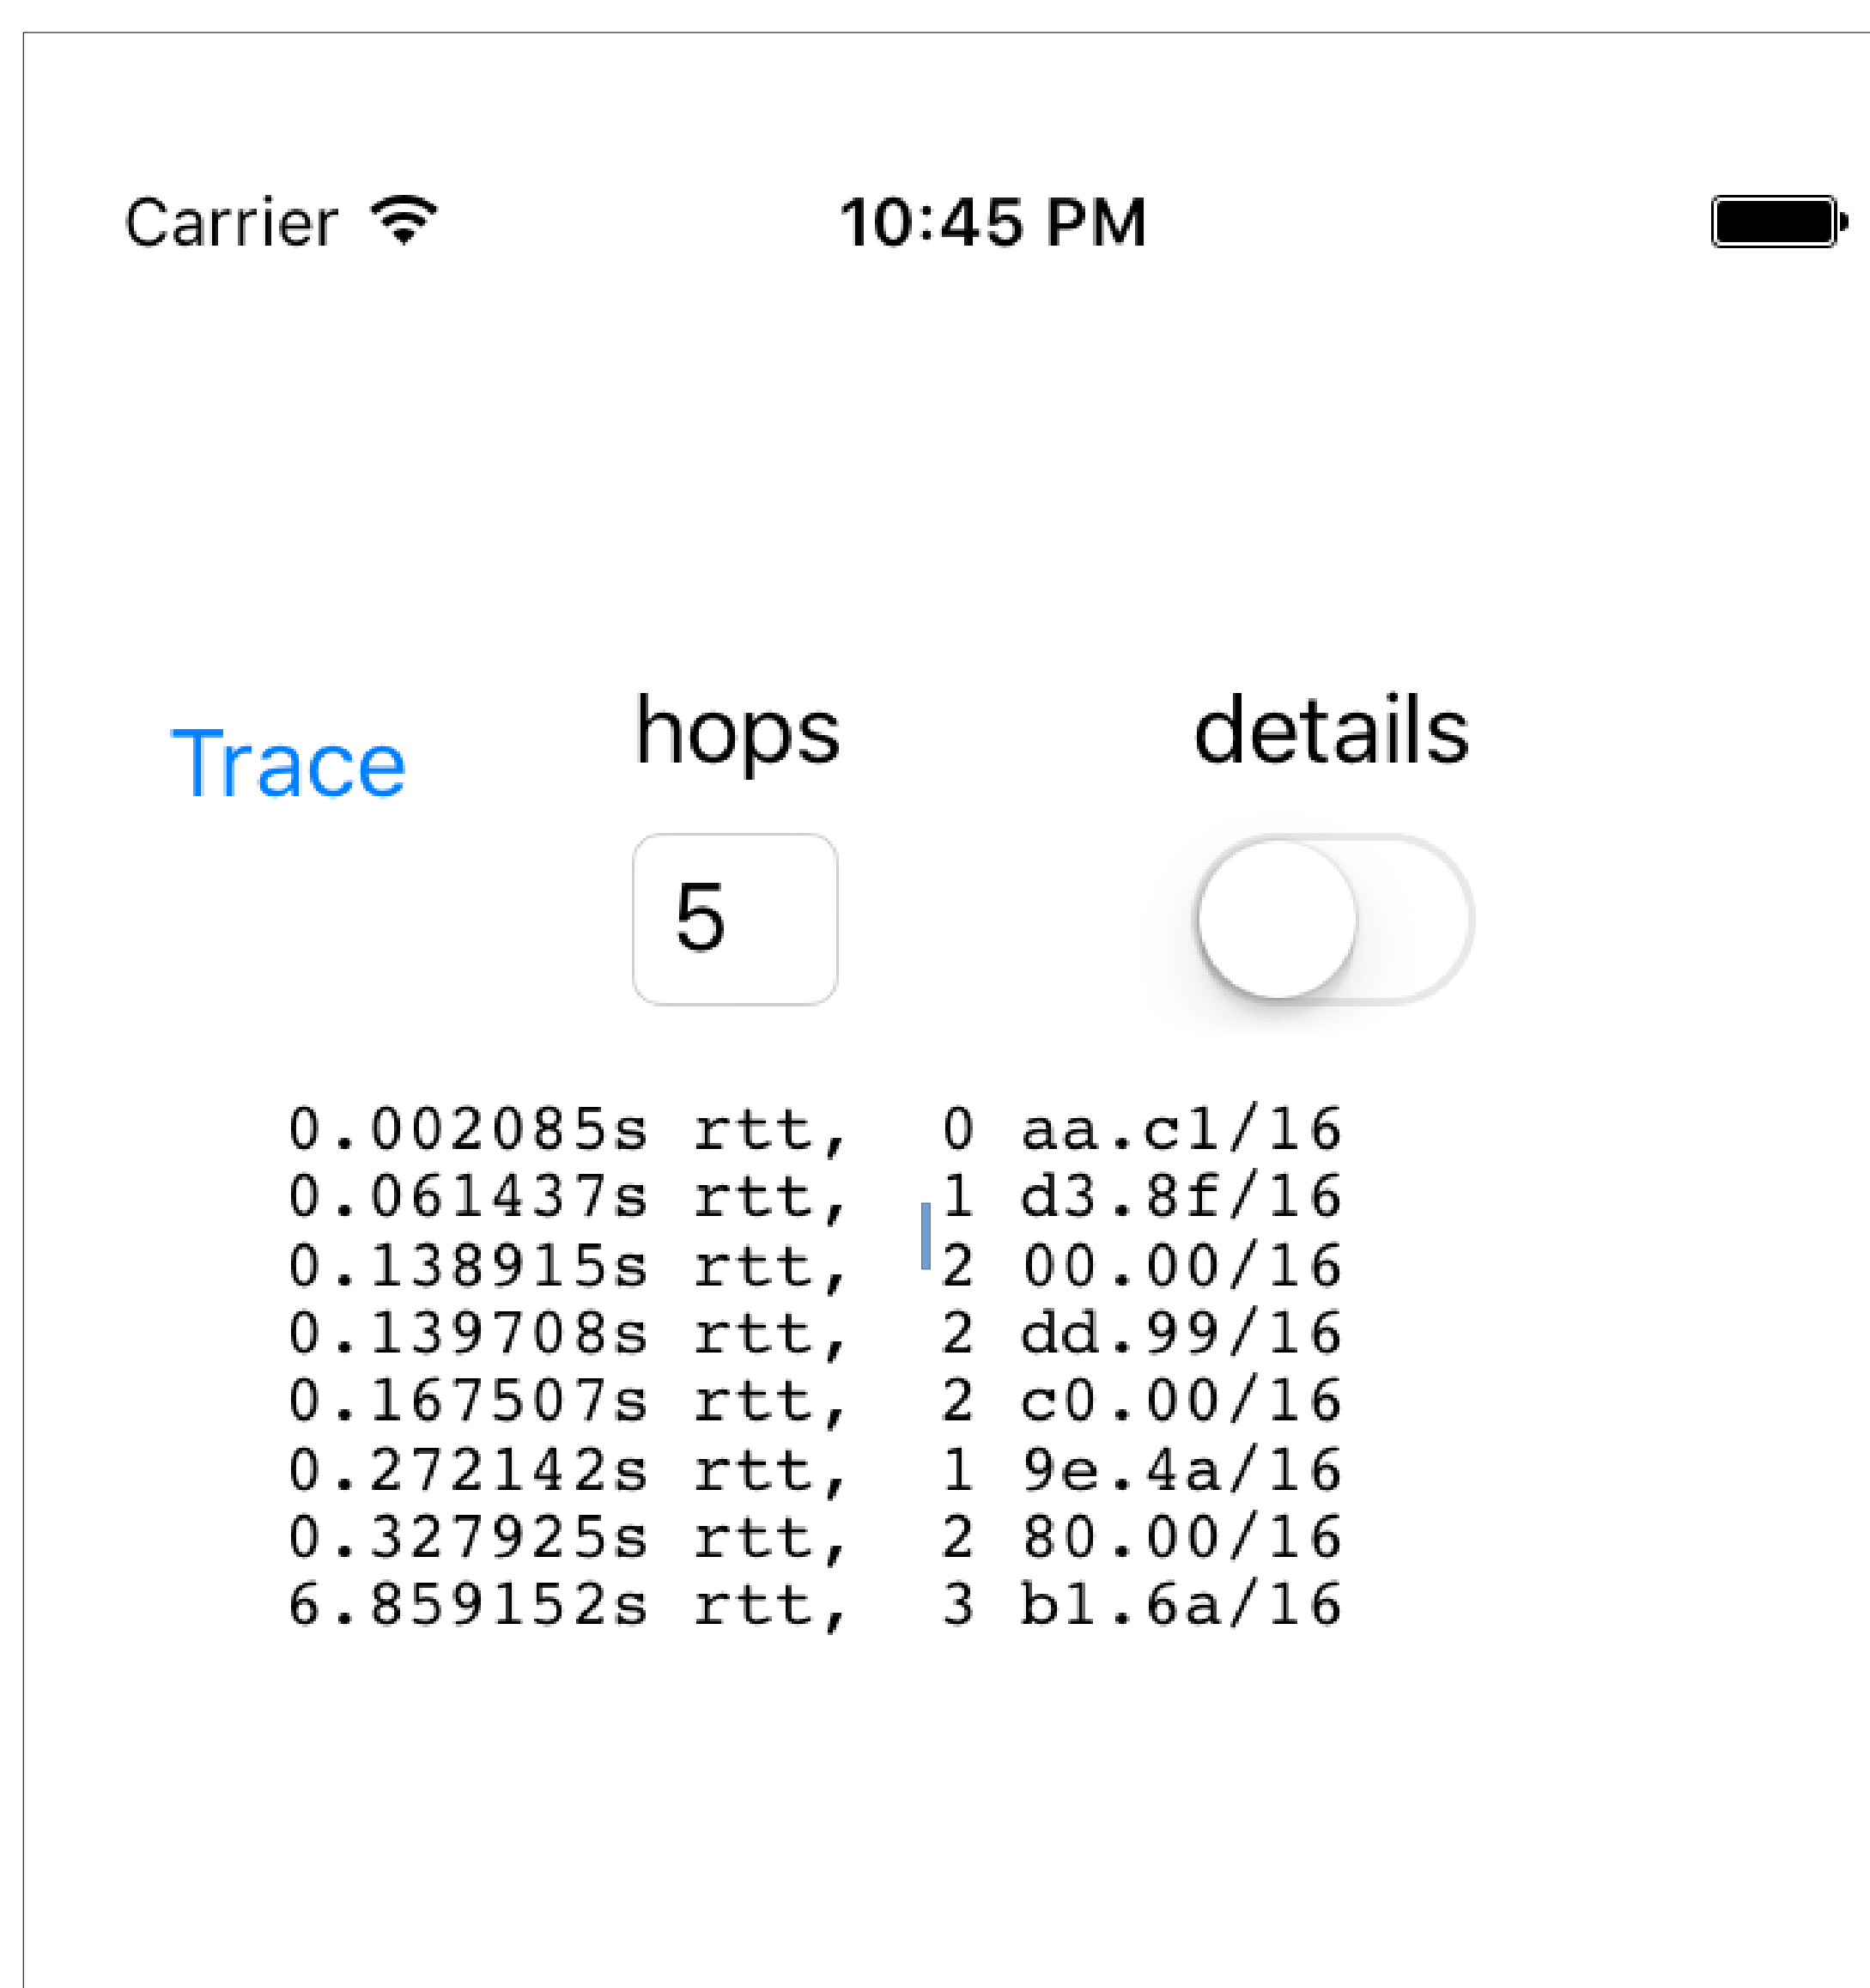 Carrier 10:45 PM
hops details
Trace
5
0.002085s rtt,  0 aa.c1/16
0.061437s rtt,  1 d3.8f/16
0.138915s rtt,  2 00.00/16
0.139708s rtt,  2 dd.99/16
0.167507s rtt,  2 c0.00/16
0.272142s rtt,  1 9e.4a/16
0.327925s rtt,  2 80.00/16
6.859152s rtt,  3 b1.6a/16